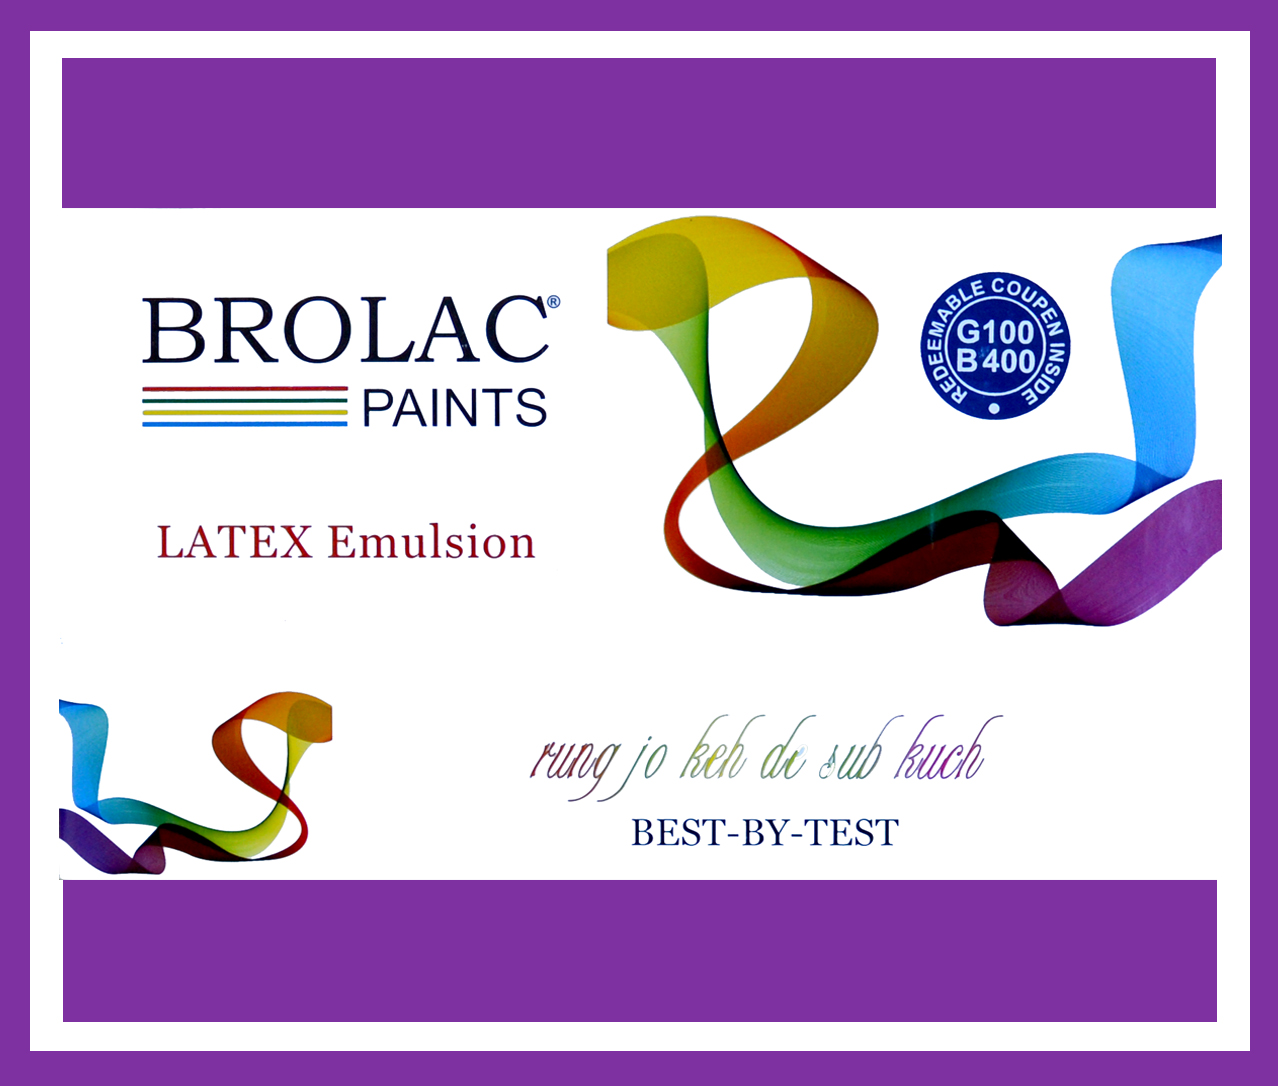 BROLAC®
PAINTS
REDEEMABLE COUPEN INSIDE
G100
B400
LATEX Emulsion
rung jo keh de sub kuch
BEST-BY-TEST